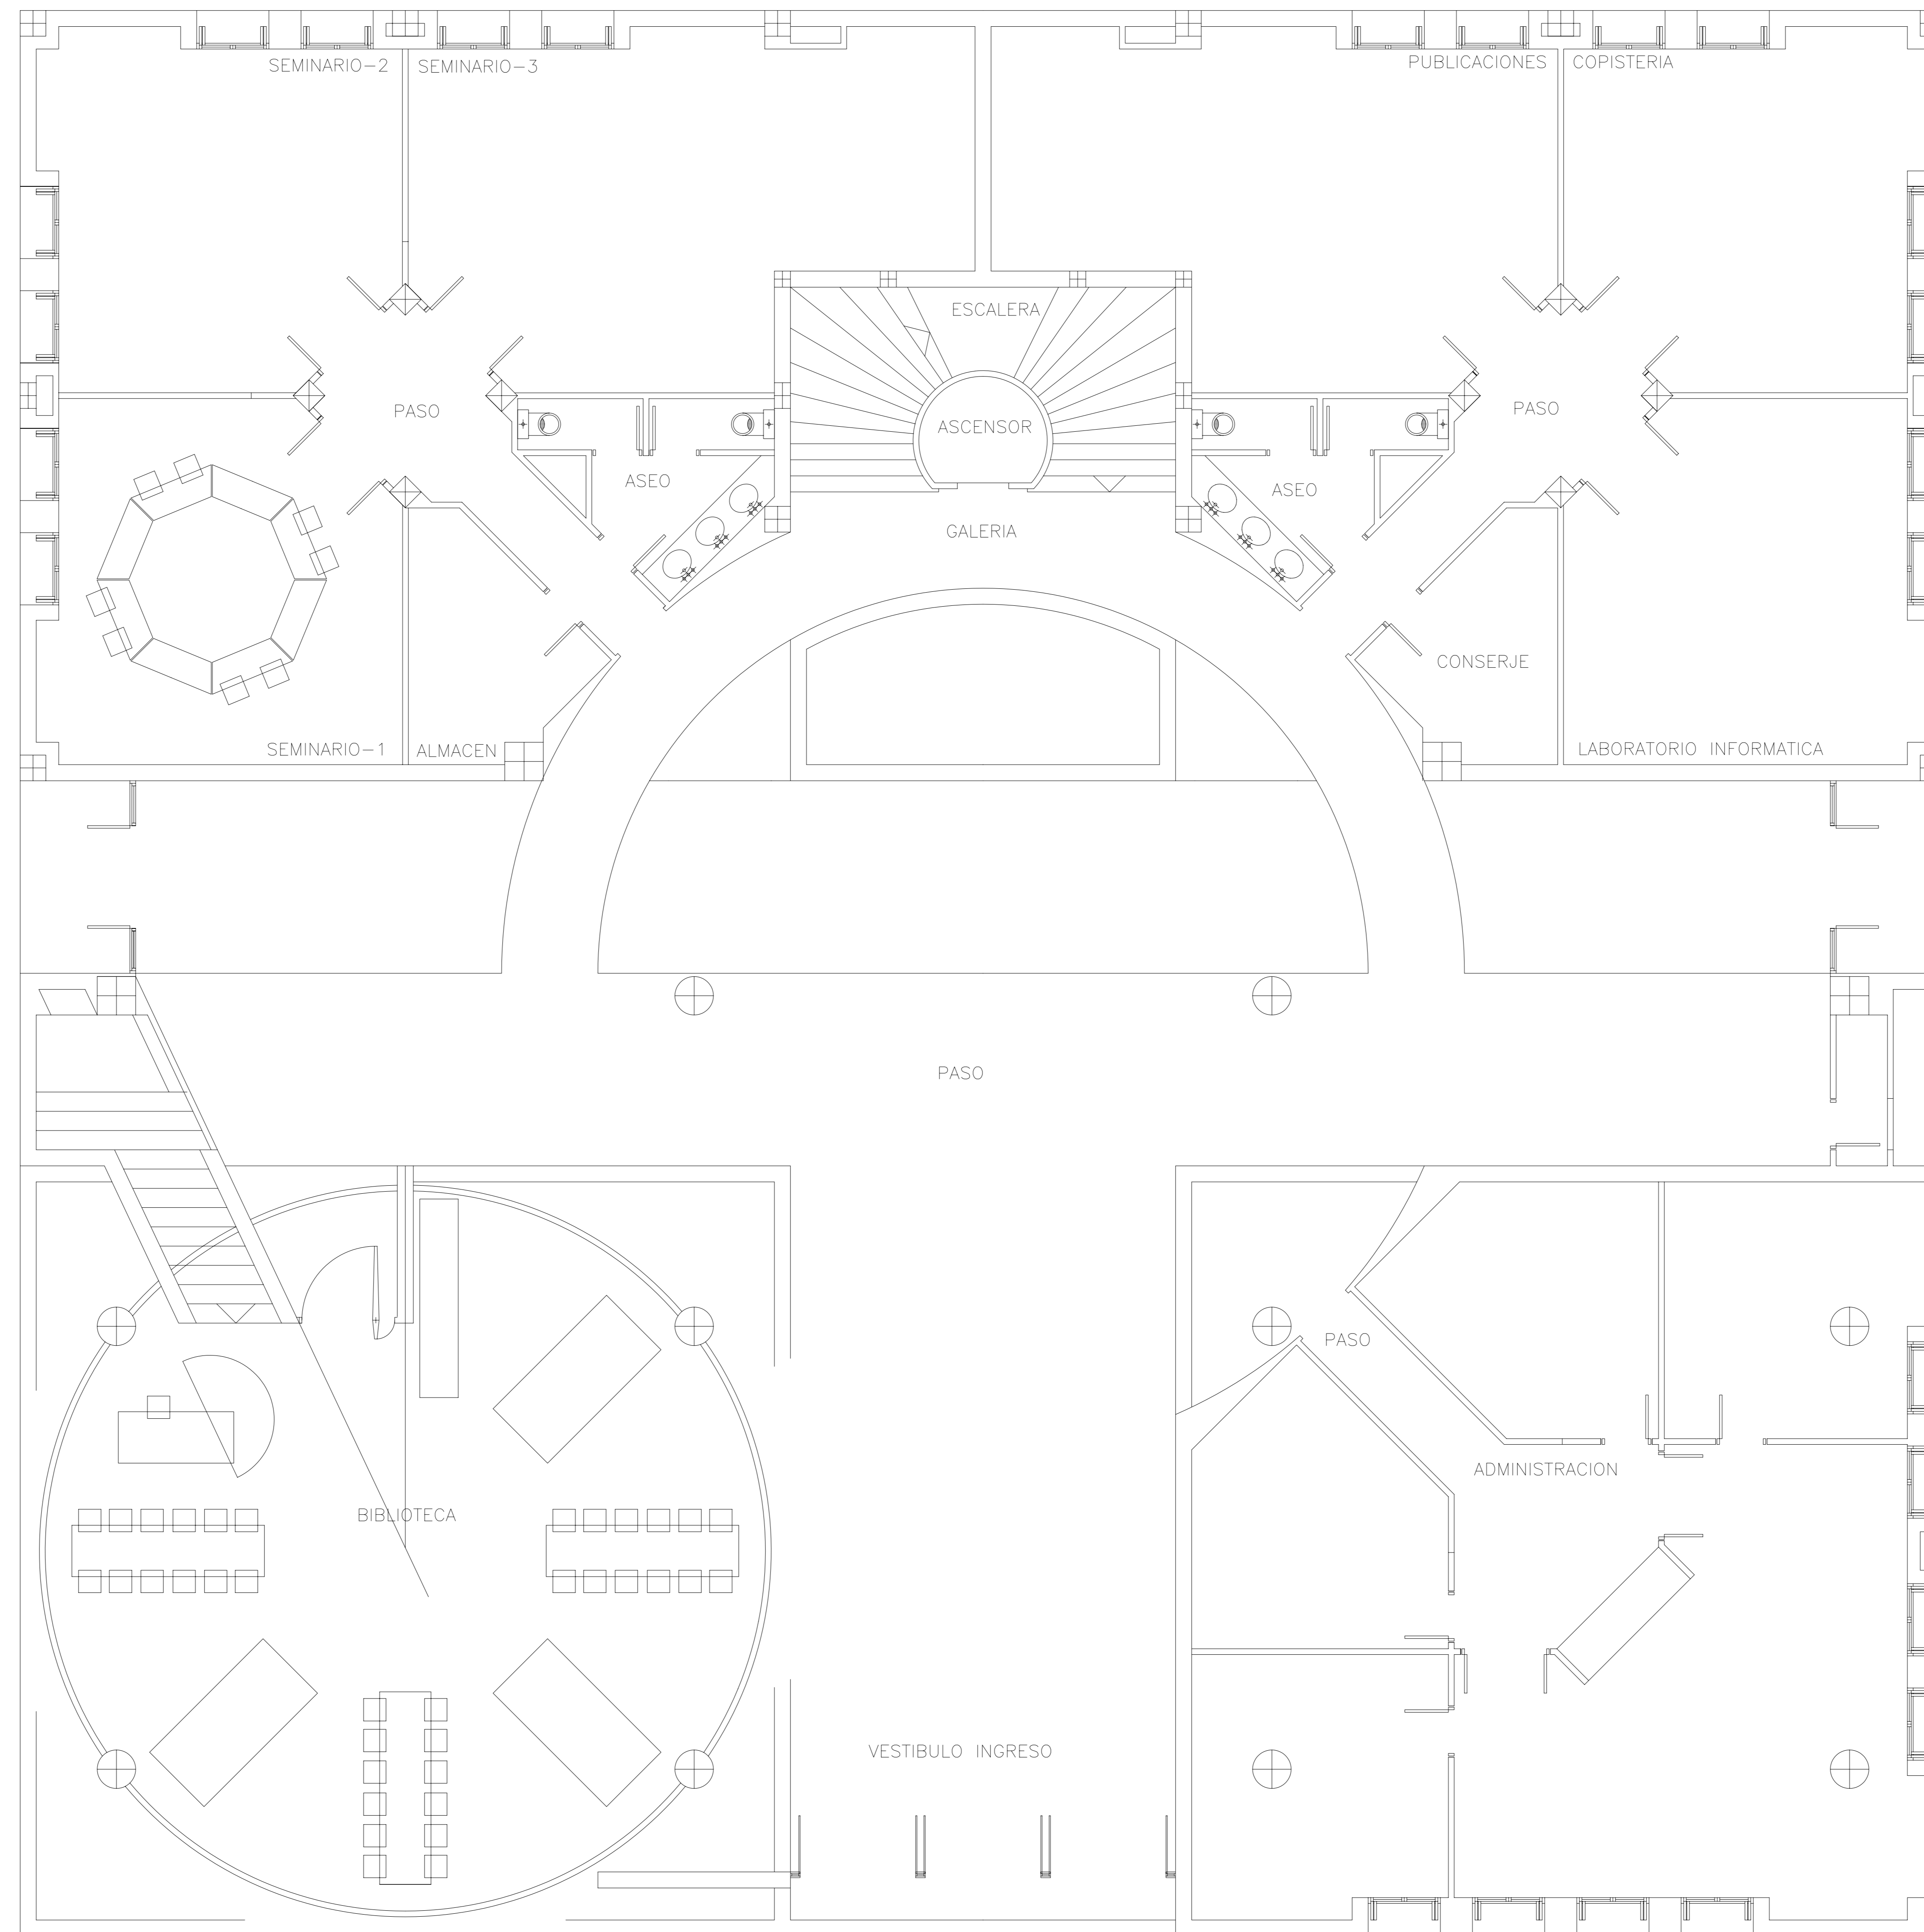 SEMINARIO-2
SEMINARIO-3
PUBLICACIONES
COPISTERIA
ESCALERA
PASO
PASO
ASCENSOR
ASEO
ASEO
GALERIA
CONSERJE
SEMINARIO-1
ALMACEN
LABORATORIO INFORMATICA
PASO
PASO
ADMINISTRACION
BIBLIOTECA
VESTIBULO INGRESO